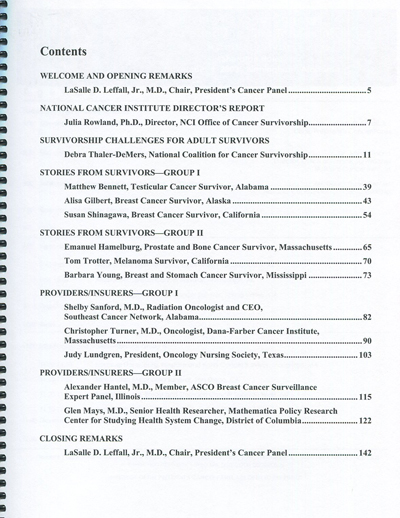 Contents
WELCOME AND OPENING REMARKS
LaSalle D. Leffall, Jr., M.D., Chair, President's Cancer Panel ................................ 5
NATIONAL CANCER INSTITUTE DIRECTOR'S REPORT
Julia Rowland, Ph.D., Director, NCI Office of Cancer Survivorship........................ 7
SURVIVORSHIP CHALLENGES FOR ADULT SURVIVORS
Debra Thaler-DeMers, National Coalition for Cancer Survivorship...................... 11
STORIES FROM SURVIVORS—GROUP I
Matthew Bennett, Testicular Cancer Survivor, Alabama ...................................... 39
Alisa Gilbert, Breast Cancer Survivor, Alaska ...................................................... 43
Susan Shinagawa, Breast Cancer Survivor, California ......................................... 54
STORIES FROM SURVIVORS—GROUP II
Emanuel Hamelburg, Prostate and Bone Cancer Survivor, Massachusetts ............ 65
Tom Trotter, Melanoma Survivor, California ....................................................... 70
Barbara Young, Breast and Stomach Cancer Survivor, Mississippi ...................... 73
PROVIDERS/INSURERS—GROUP I
Shelby Sanford, M.D., Radiation Oncologist and CEO,
Southeast Cancer Network, Alabama.................................................................. 82
Christopher Turner, M.D., Oncologist, Dana-Farber Cancer Institute,
Massachusetts..................................................................................................... 90
Judy Lundgren, President, Oncology Nursing Society, Texas............................. 103
PROVIDERS/INSURERS—GROUP II
Alexander Hantel, M.D., Member, ASCO Breast Cancer Surveillance
Expert Panel, Illinois......................................................................................... 115
Glen Mays, M.D., Senior Health Researcher, Mathematica Policy Research
Center for Studying Health System Change, District of Columbia...................... 122
CLOSING REMARKS
LaSalle D. Leffall, Jr., M.D., Chair, President's Cancer Panel ............................ 142